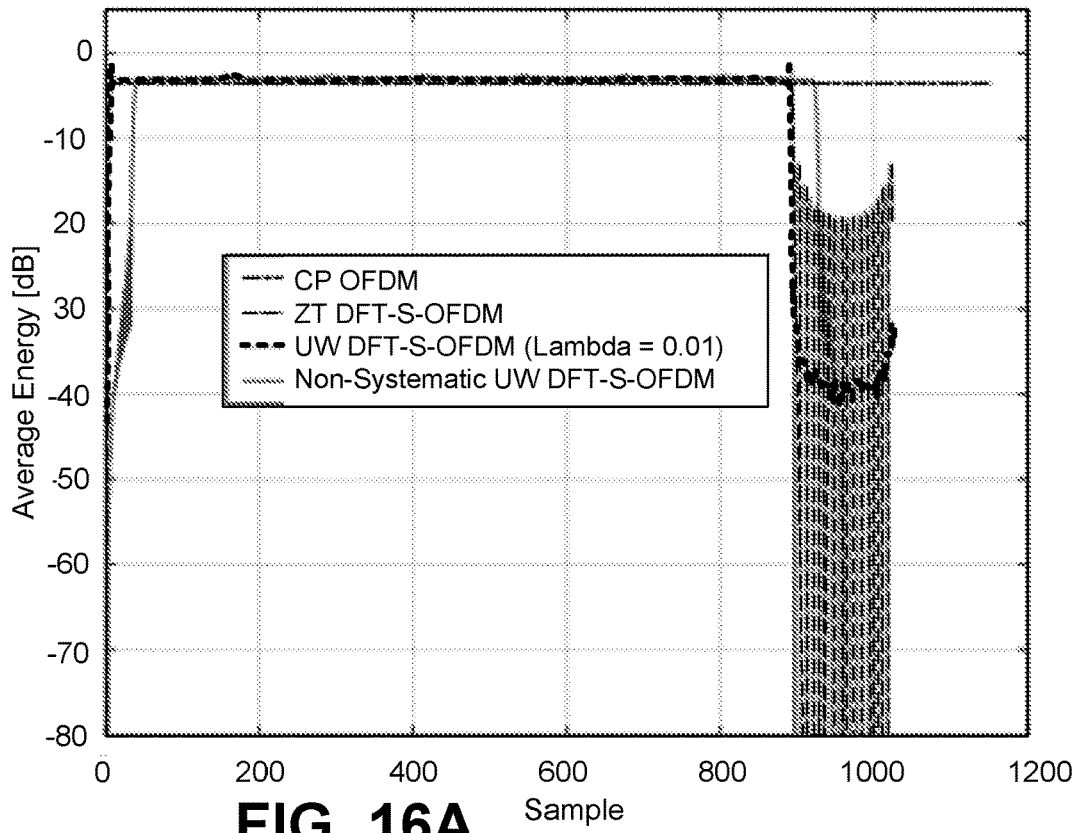 0
-10
20
30
-40
-50
-60
-70
-80
Average Energy [dB]
CP OFDM
ZT DFT-S-OFDM
UW DFT-S-OFDM (Lambda = 0.01)
Non-Systematic UW DFT-S-OFDM
0 200 400 600 800 1000 1200
Sample
FIG. 16A